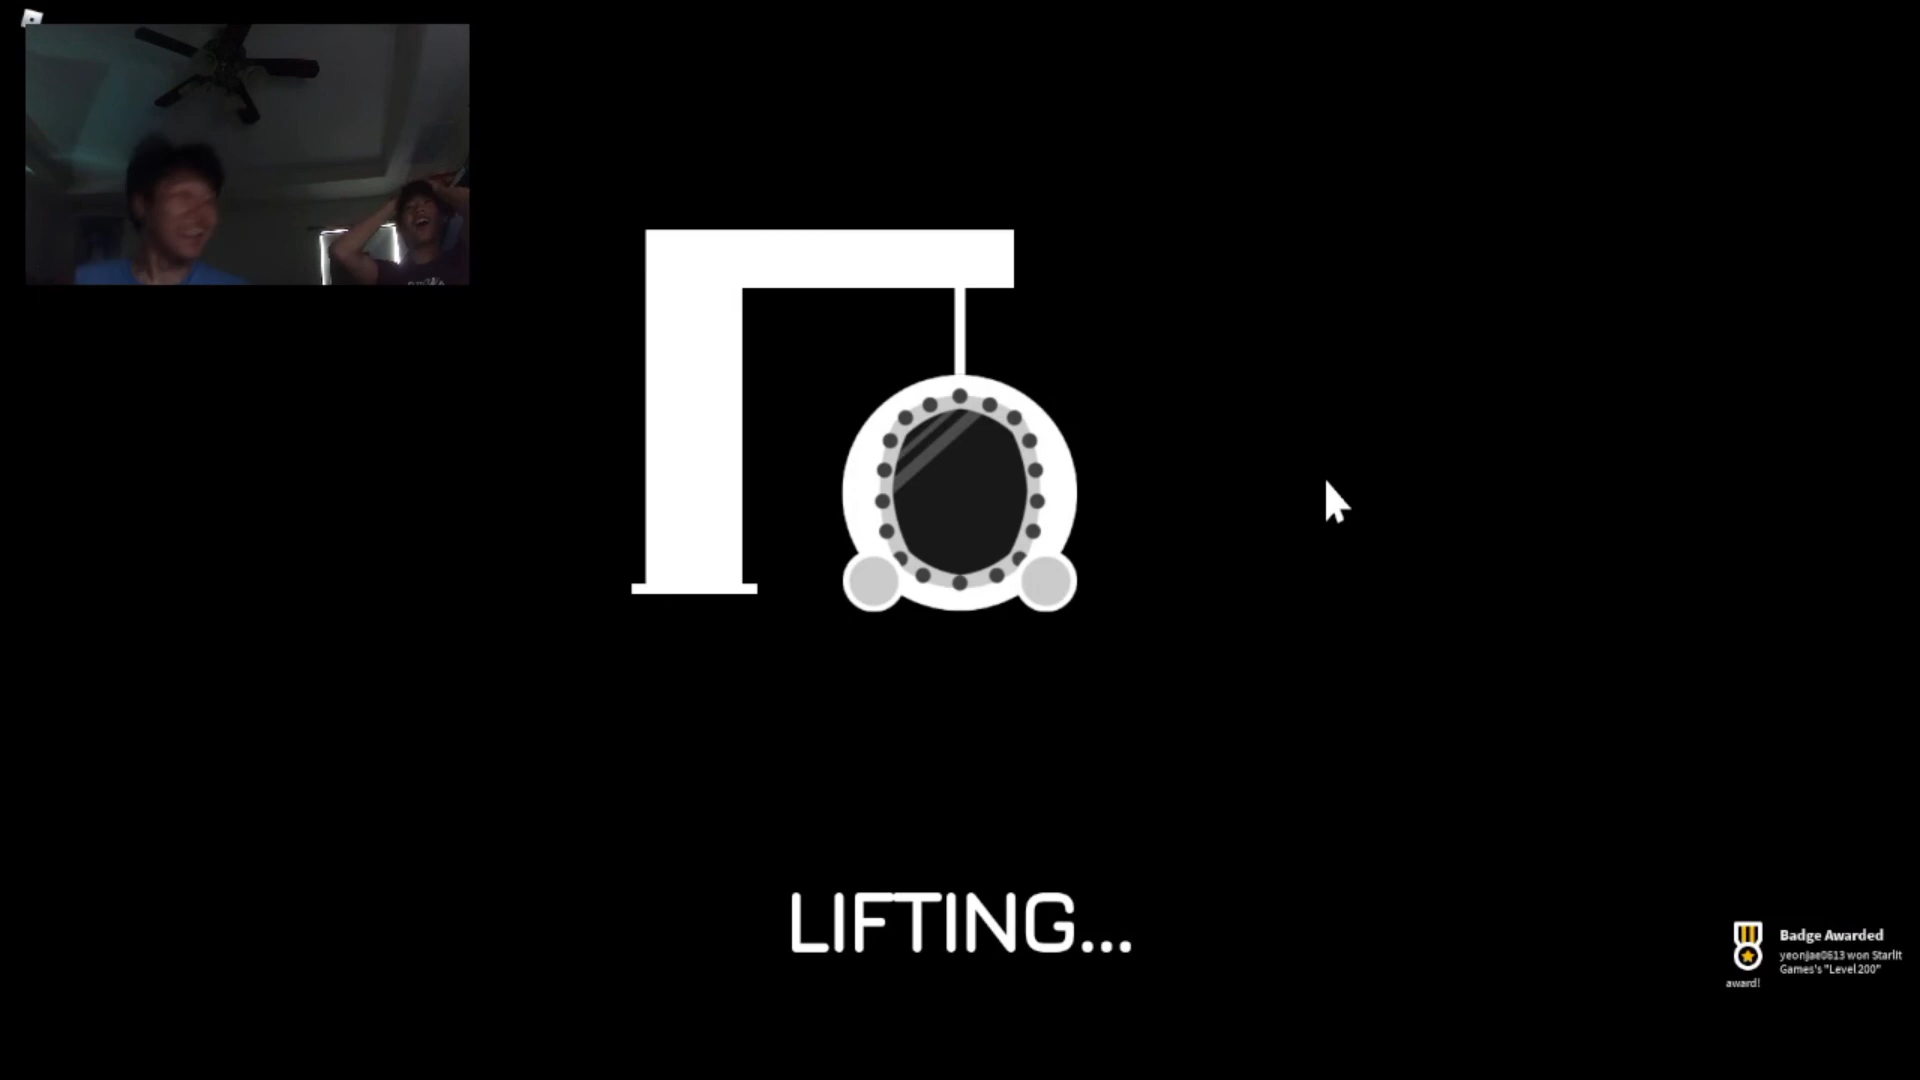 LIFTING...
Badge Awarded
yeonjae0613 won Starlit
Games's "Level 200"
award!